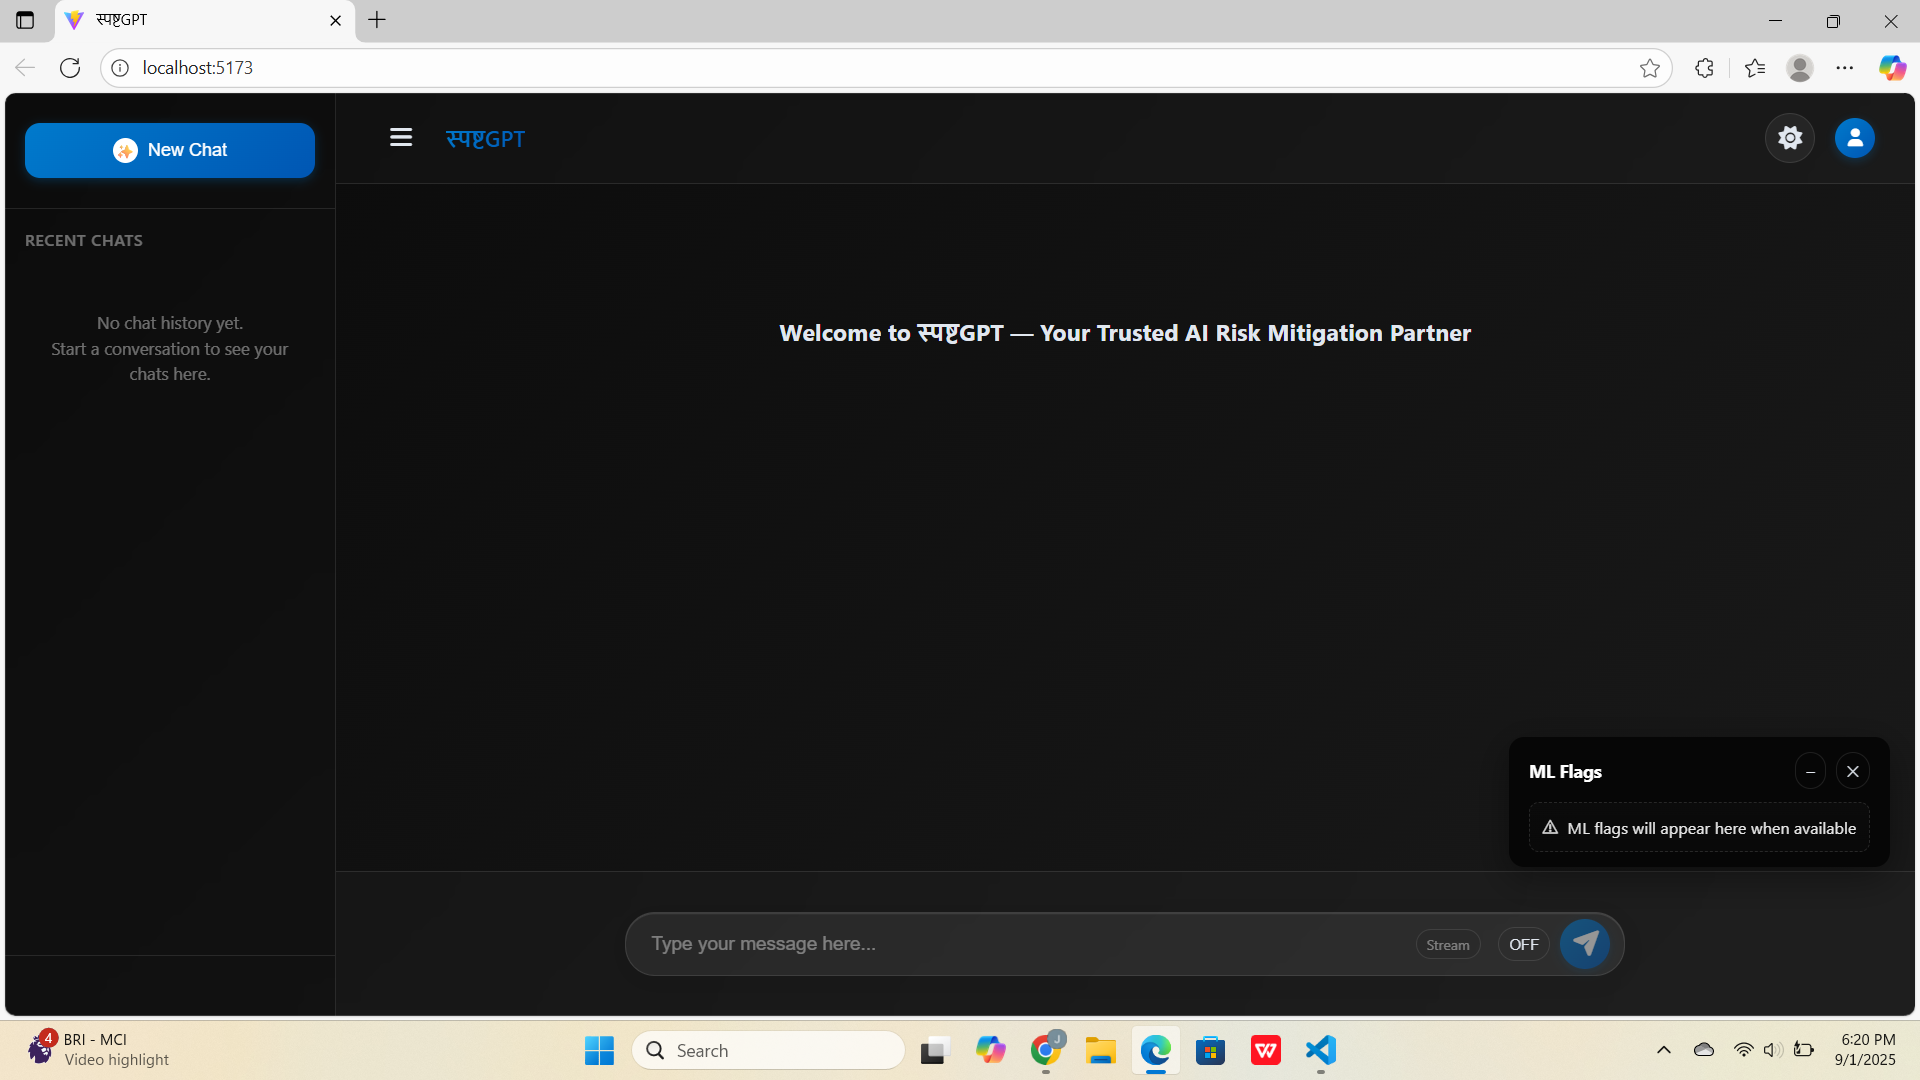 स्पष्टGPT
localhost:5173
New Chat
स्पष्टGPT
RECENT CHATS
No chat history yet.
Start a conversation to see your
chats here.
Welcome to स्पष्टGPT — Your Trusted AI Risk Mitigation Partner
ML Flags
ML flags will appear here when available
Type your message here...
Stream
OFF
4
BRI - MCI
Video highlight
Search
J
6:20 PM
9/1/2025